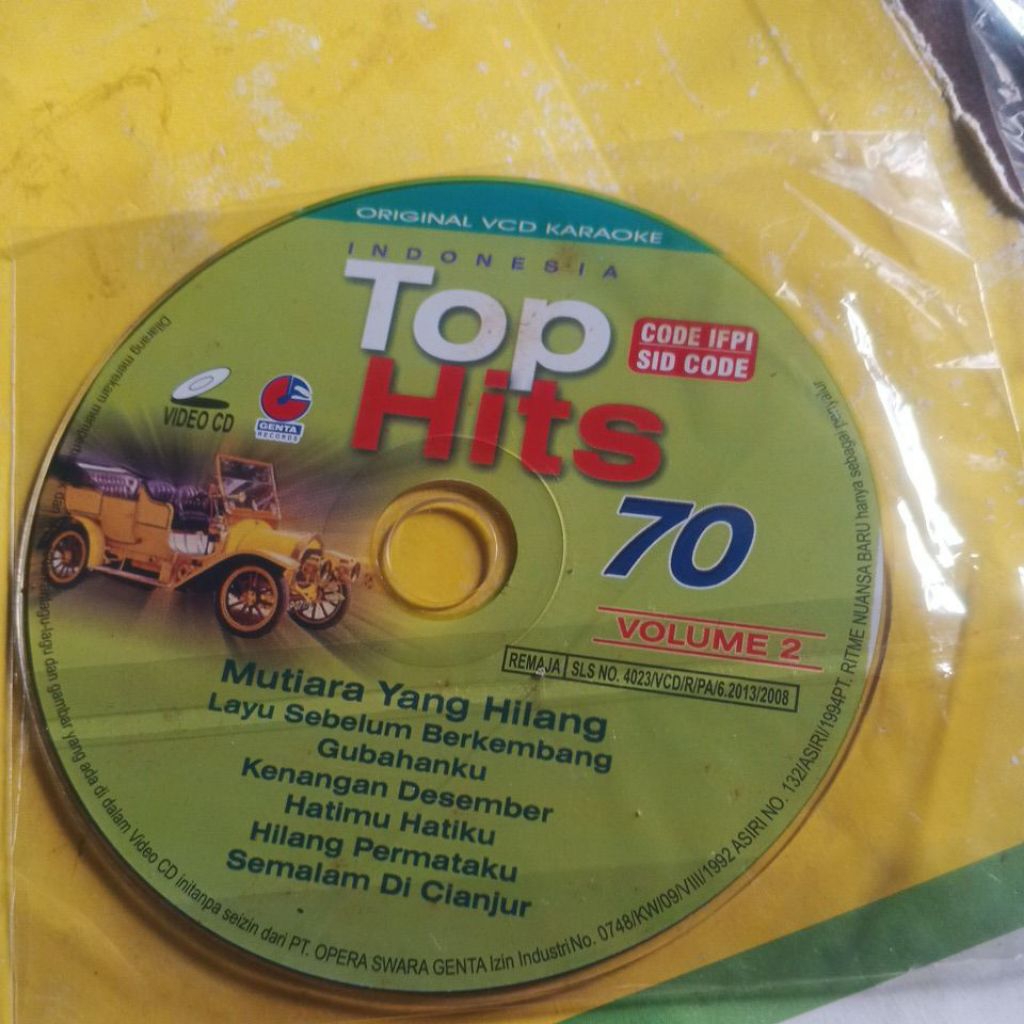 ORIGINAL VCD KARAOKE
INDONESIA
Top
Hits
CODE IFPI
SID CODE
VIDEO CD
GENTA
RECORDS
70
VOLUME 2
REMAJA SLS NO. 4023/VCD/R/PA/6.2013/2008
Mutiara Yang Hilang
Layu Sebelum Berkembang
Gubahanku
Kenangan Desember
Hatimu Hatiku
Hilang Permataku
Semalam Di Cianjur
Dilarang merekam lagu-lagu dan gambar yang ada di dalam Video CD initanpa seizin dari PT. OPERA SWARA GENTA Izin IndustriNo. 0748/KW/09/VIII/1992 ASIRI NO. 132/ASIRI/1994PT. RITME NUANSA BARU hanya sebagai